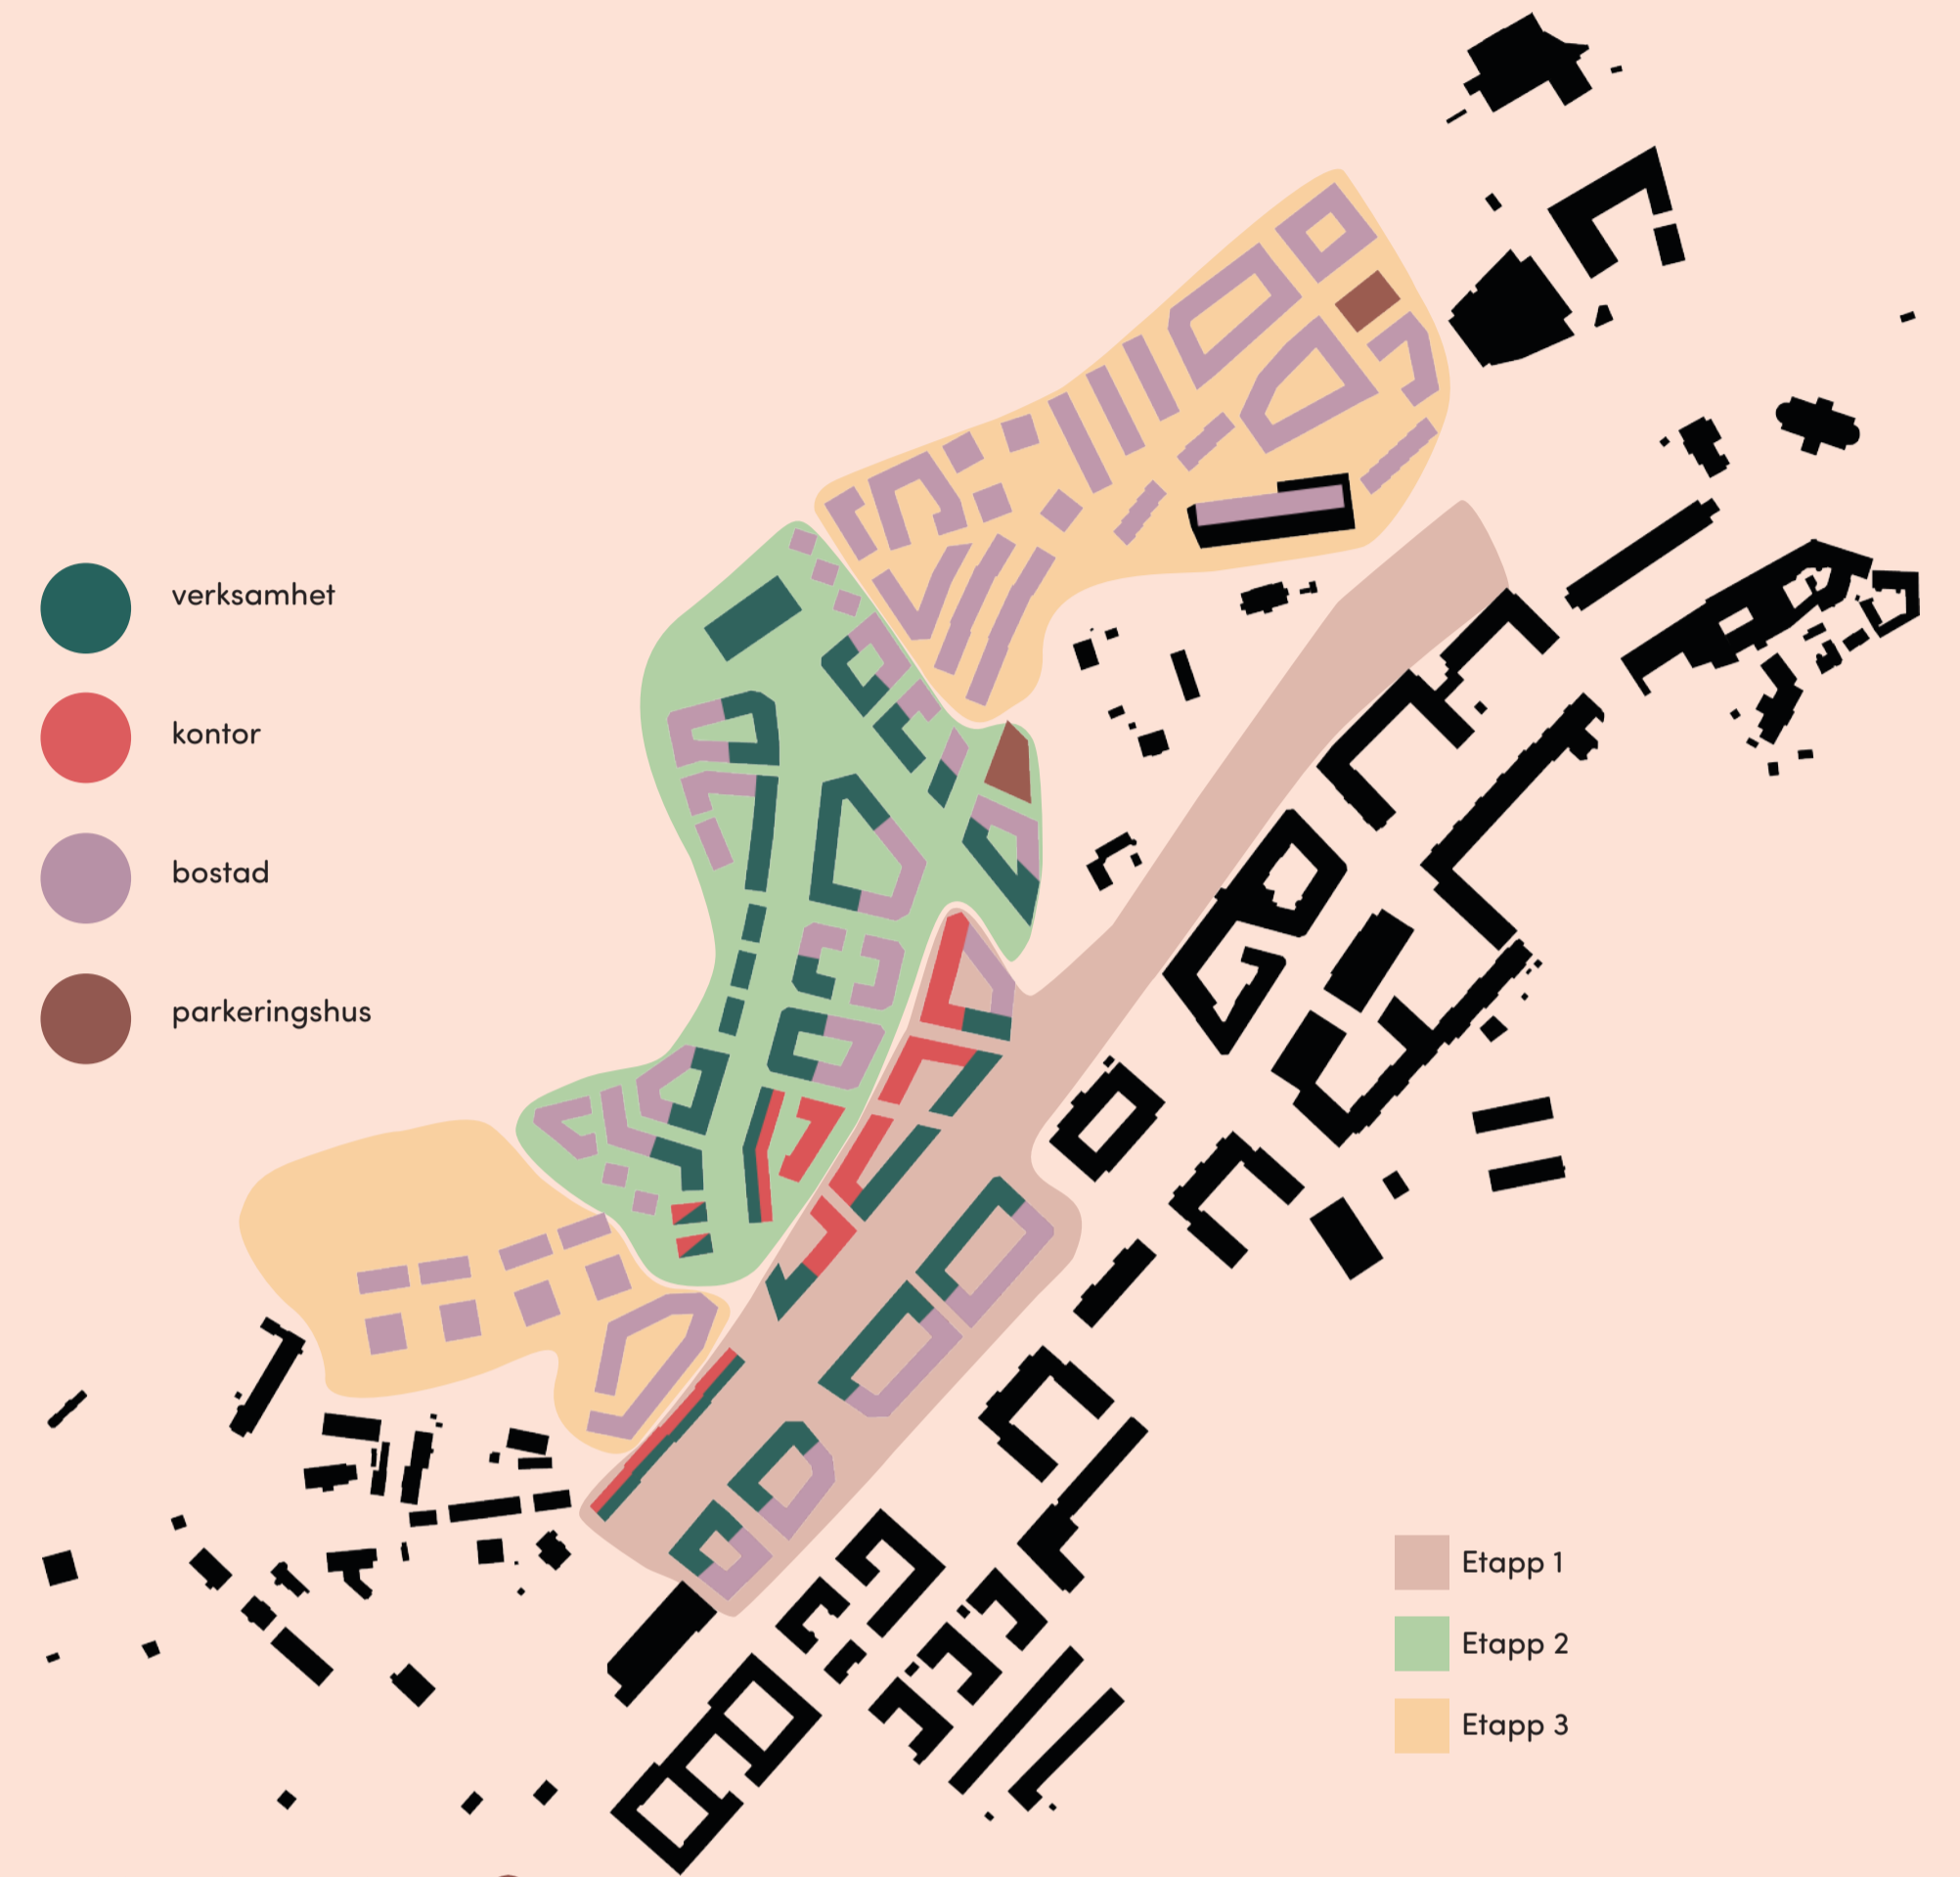 verksamhet
kontor
bostad
parkeringshus
Etapp 1
Etapp 2
Etapp 3